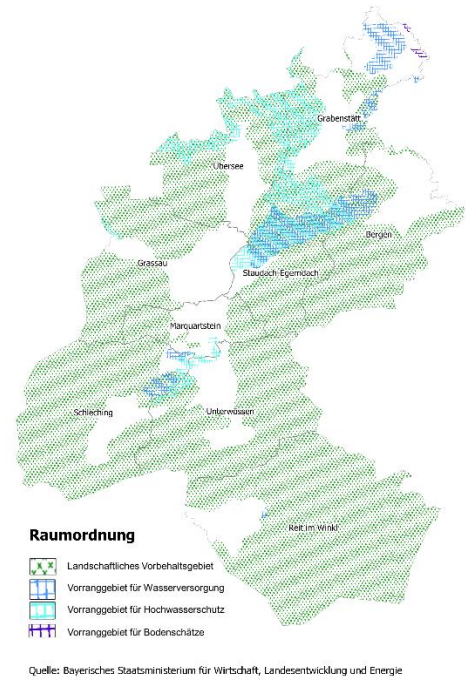 Grabenstätt
Übersee
Bergen
Grassau
Staudach-Egerndach
Marquartstein
Schleching
Unterwössen
Reit im Winkl
Raumordnung
Landschaftliches Vorbehaltsgebiet
Vorranggebiet für Wasserversorgung
Vorranggebiet für Hochwasserschutz
Vorranggebiet für Bodenschätze
Quelle: Bayerisches Staatsministerium für Wirtschaft, Landesentwicklung und Energie